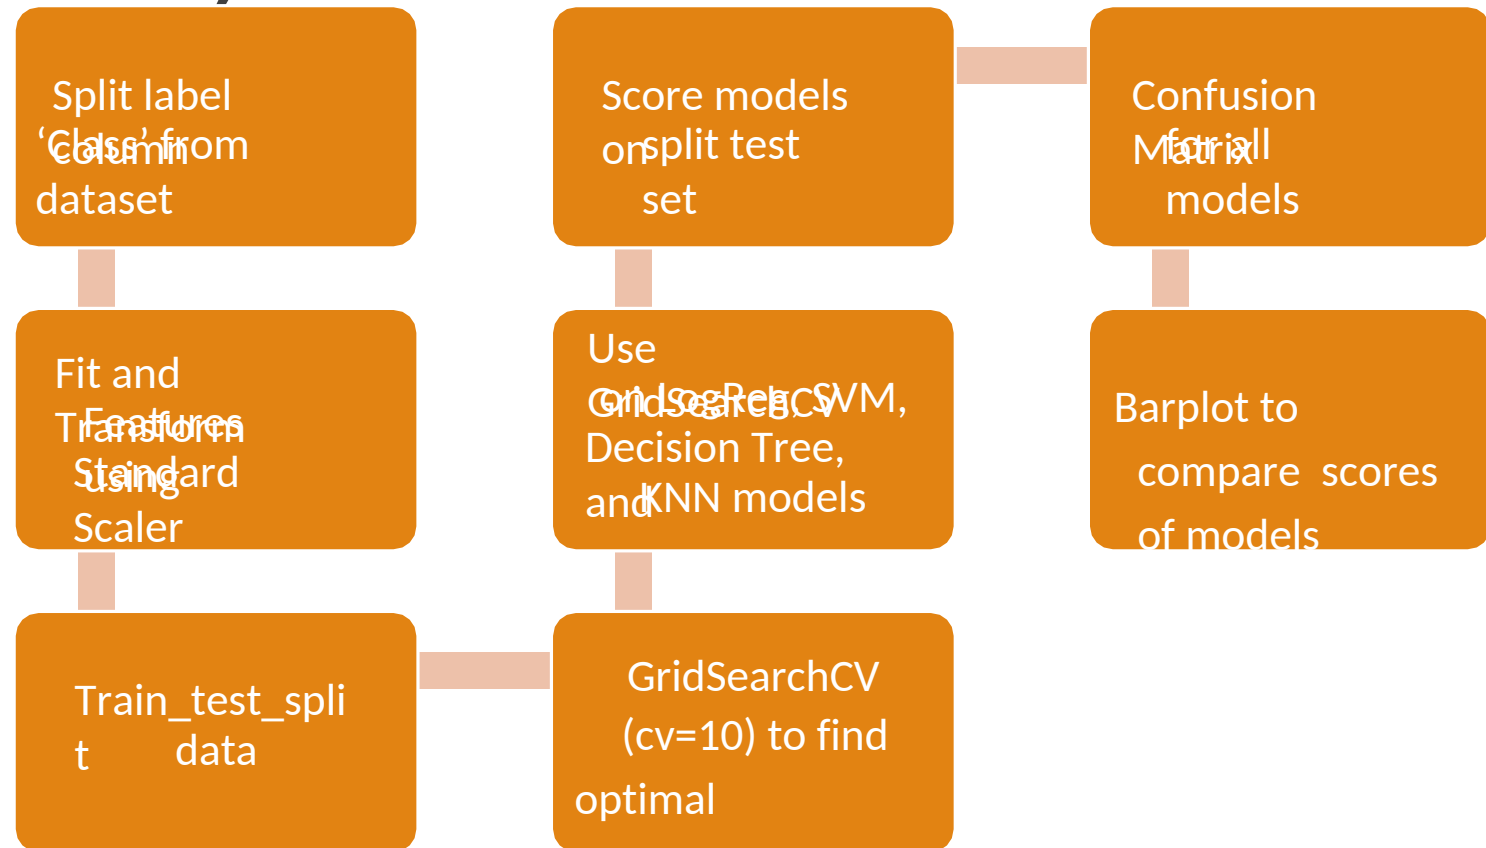 Split label
column
‘Class’ from
dataset
Fit and
Transform
Features
using
Standard
Scaler
Train_test_spli
t
data
GridSearchCV
(cv=10) to find
optimal
Use
GridSearchCV
on LogReg, SVM,
Decision Tree,
and
KNN models
Score models
on
split test
set
Confusion
Matrix
for all
models
Barplot to
compare scores
of models